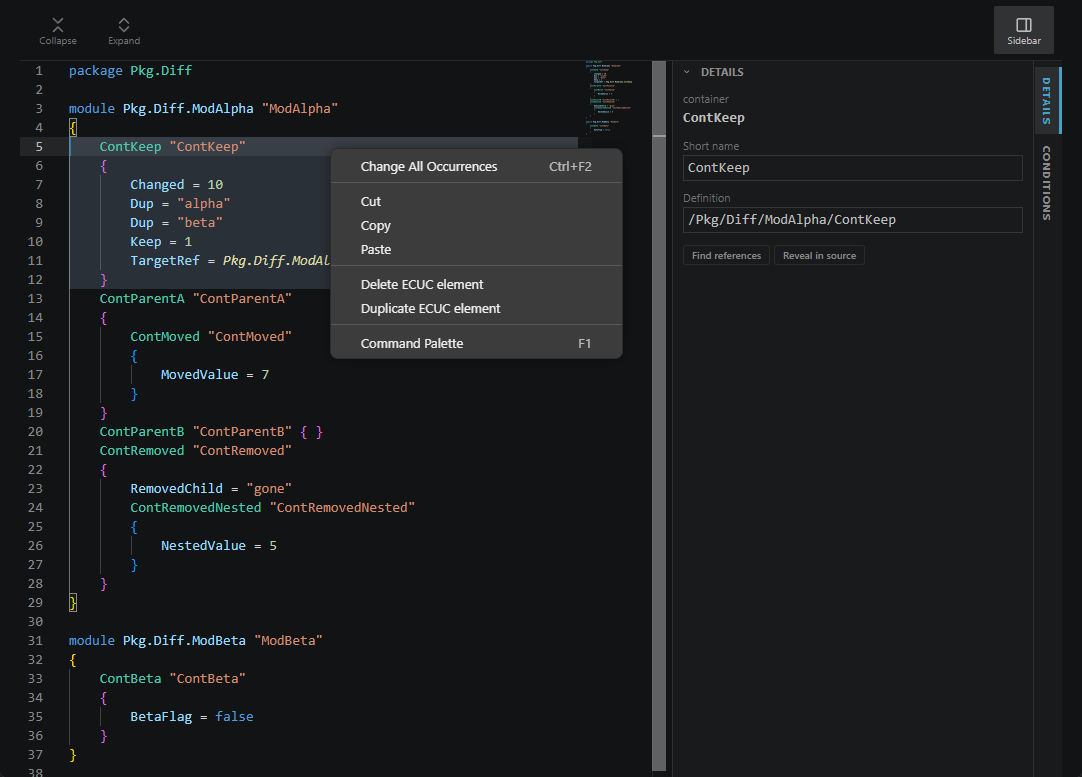 Collapse
Expand
Sidebar
1 package Pkg.Diff
2
3 module Pkg.Diff.ModAlpha "ModAlpha"
4 {
5 ContKeep "ContKeep"
6 {
7 Changed = 10
8 Dup = "alpha"
9 Dup = "beta"
10 Keep = 1
11 TargetRef = Pkg.Diff.ModAl
12 }
13 ContParentA "ContParentA"
14 {
15 ContMoved "ContMoved"
16 {
17 MovedValue = 7
18 }
19 }
20 ContParentB "ContParentB" { }
21 ContRemoved "ContRemoved"
22 {
23 RemovedChild = "gone"
24 ContRemovedNested "ContRemovedNested"
25 {
26 NestedValue = 5
27 }
28 }
29 }
30
31 module Pkg.Diff.ModBeta "ModBeta"
32 {
33 ContBeta "ContBeta"
34 {
35 BetaFlag = false
36 }
37 }
38
Change All Occurrences Ctrl+F2
Cut
Copy
Paste
Delete ECUC element
Duplicate ECUC element
Command Palette F1
DETAILS
container
ContKeep
Short name
ContKeep
Definition
/Pkg/Diff/ModAlpha/ContKeep
Find references
Reveal in source
DETAILS
CONDITIONS